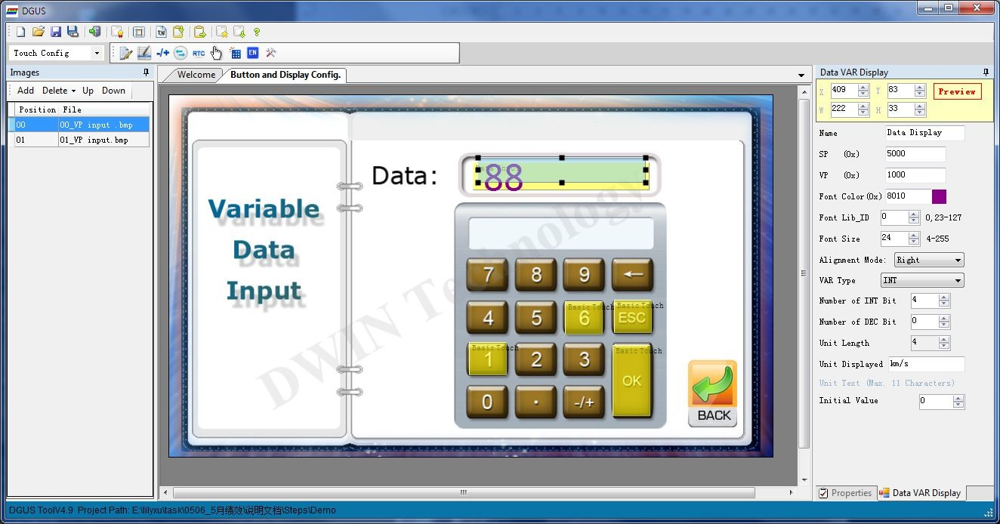 DGUS
Touch Config
-/+
RTC
EN
Images
Add Delete Up Down
Position File
00 00_VP input .bmp
01 01_VP input.bmp
Welcome
Button and Display Config.
Data:
88
Variable
Data
Input
DWIN Technology
7 8 9 ←
4 5 6 ESC
Basic Touch
Basic Touch
1 2 3 OK
Basic Touch
Basic Touch
0 . -/+
BACK
Data VAR Display
X 409 Y 83 Preview
W 222 H 33
Name Data Display
SP (0x) 5000
VP (0x) 1000
Font Color(0x) 8010
Font Lib_ID 0 0,23-127
Font Size 24 4-255
Alignment Mode: Right
VAR Type INT
Number of INT Bit 4
Number of DEC Bit 0
Unit Length 4
Unit Displayed km/s
Unit Text (Max. 11 Characters)
Initial Value 0
Properties Data VAR Display
DGUS ToolV4.9 Project Path: E:\lilyxu\task\0506_5月绩效\说明文档\Steps\Demo